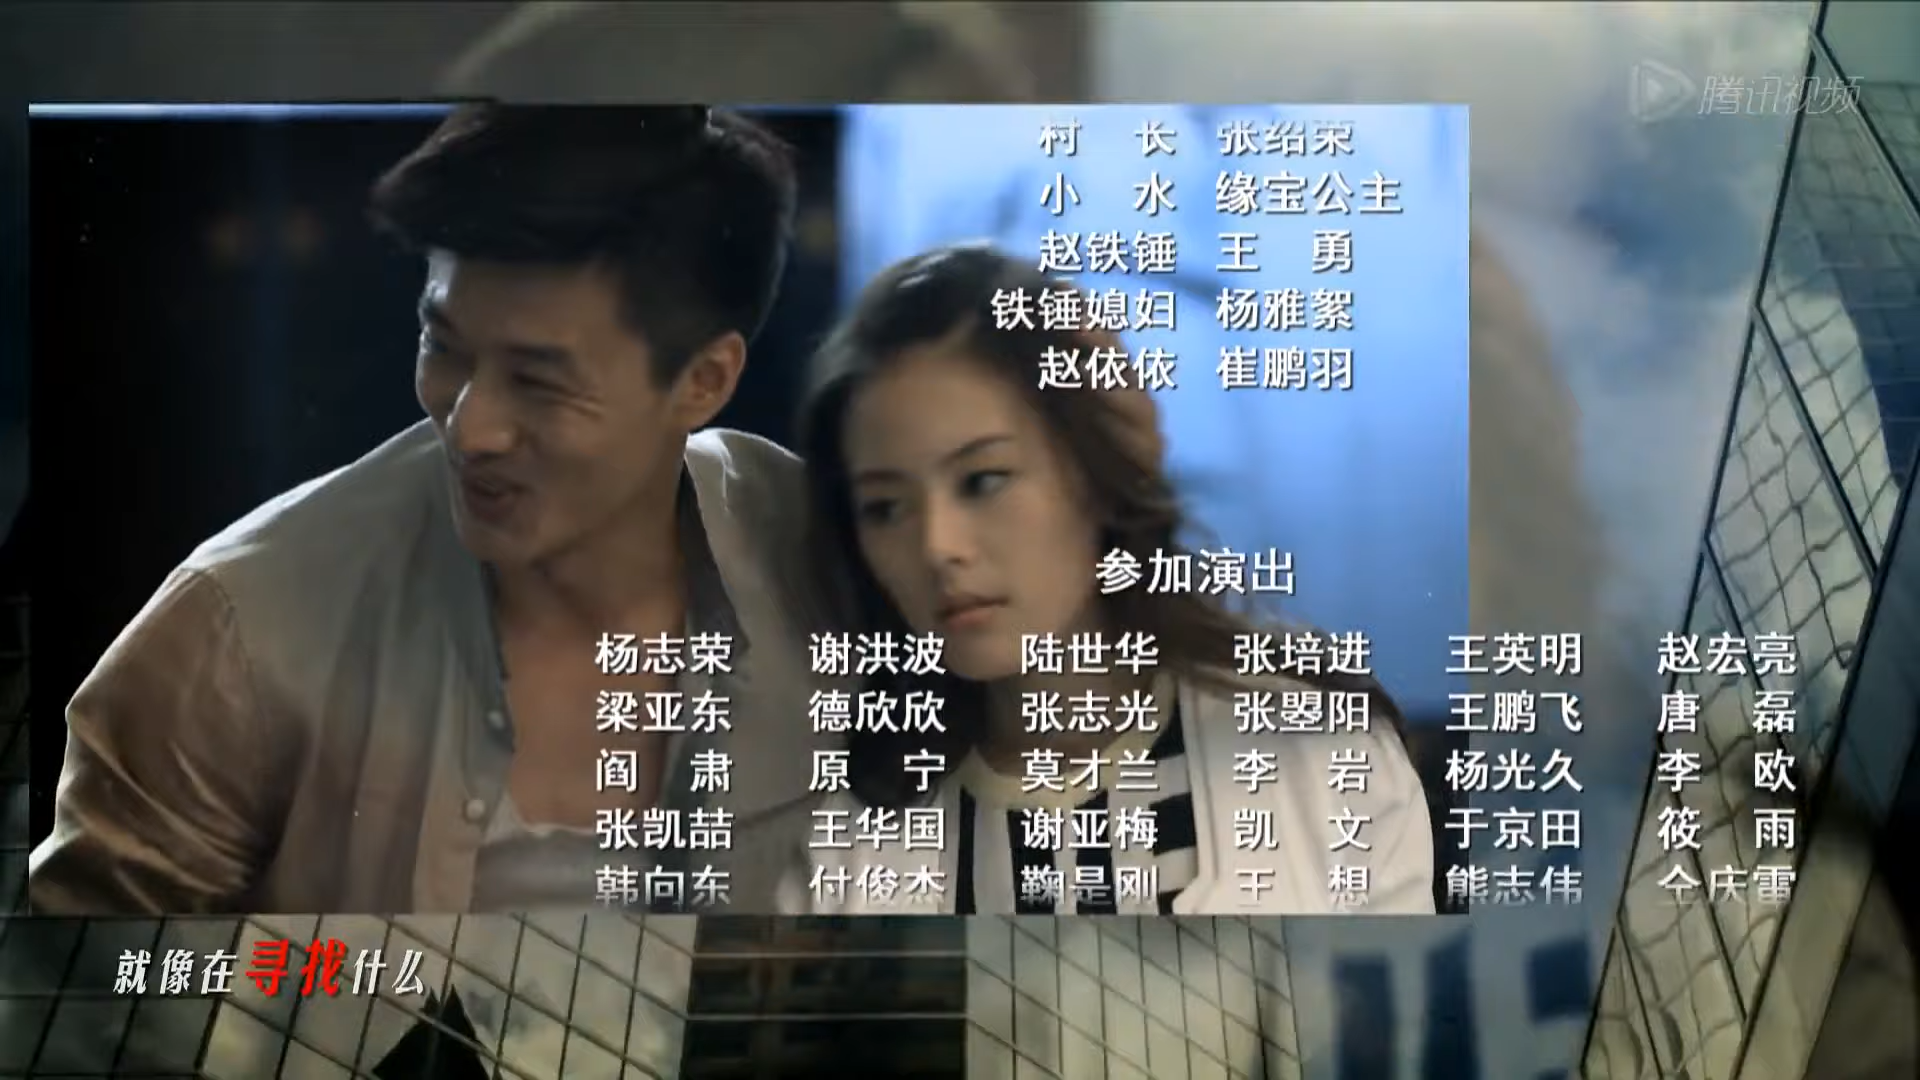 腾讯视频
村 长 张绍荣
小 水 缘宝公主
赵铁锤 王 勇
铁锤媳妇 杨雅絮
赵依依 崔鹏羽
参加演出
杨志荣 谢洪波 陆世华 张培进 王英明 赵宏亮
梁亚东 德欣欣 张志光 张曌阳 王鹏飞 唐 磊
阎 肃 原 宁 莫才兰 李 岩 杨光久 李 欧
张凯喆 王华国 谢亚梅 凯 文 于京田 筱 雨
韩向东 付俊杰 鞠是刚 王 想 熊志伟 仝庆雷
就像在寻找什么